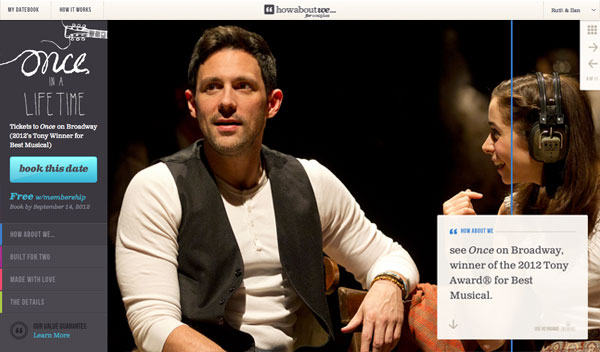 MY DATEBOOK HOW IT WORKS howaboutwe... for couples Nutti & Dan
once
IN A
LIFETIME
Tickets to Once on Broadway
(2012's Tony Winner for
Best Musical)
book this date
Free w/membership
Book by September 14, 2012
HOW ABOUT WE...
BUILT FOR TWO
MADE WITH LOVE
THE DETAILS
OUR VALUE GUARANTEE
Learn More
HOW ABOUT WE
see Once on Broadway,
winner of the 2012 Tony
Award® for Best
Musical.